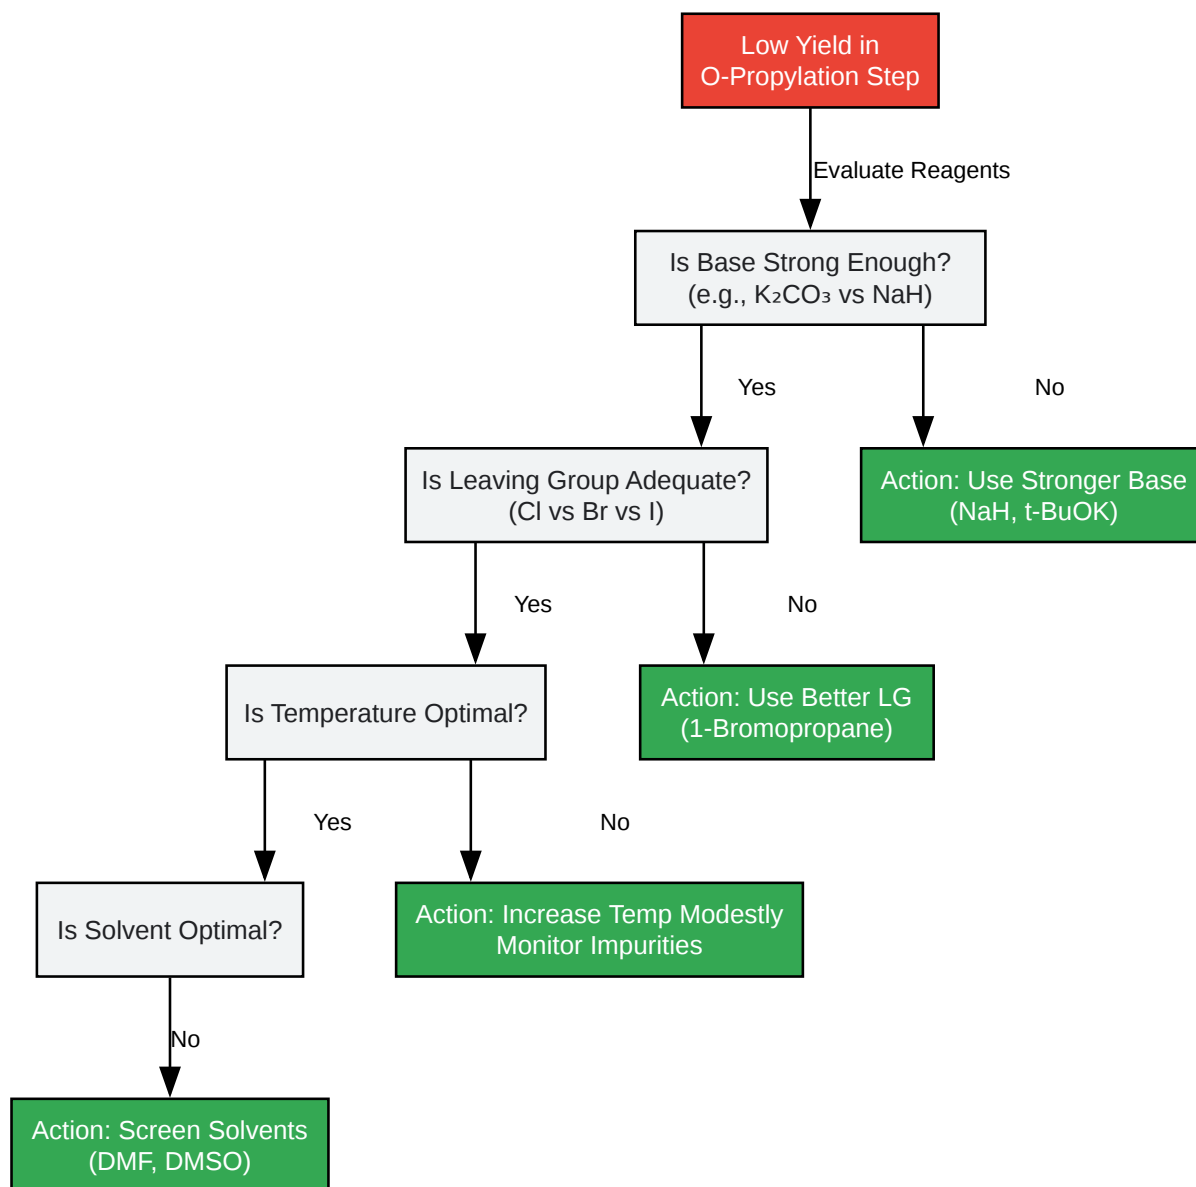 Low Yield in
O-Propylation Step
Evaluate Reagents
Is Base Strong Enough?
(e.g., K₂CO₃ vs NaH)
Yes
No
Is Leaving Group Adequate?
(Cl vs Br vs I)
Action: Use Stronger Base
(NaH, t-BuOK)
Yes
No
Is Temperature Optimal?
Action: Use Better LG
(1-Bromopropane)
Yes
No
Is Solvent Optimal?
Action: Increase Temp Modestly
Monitor Impurities
No
Action: Screen Solvents
(DMF, DMSO)